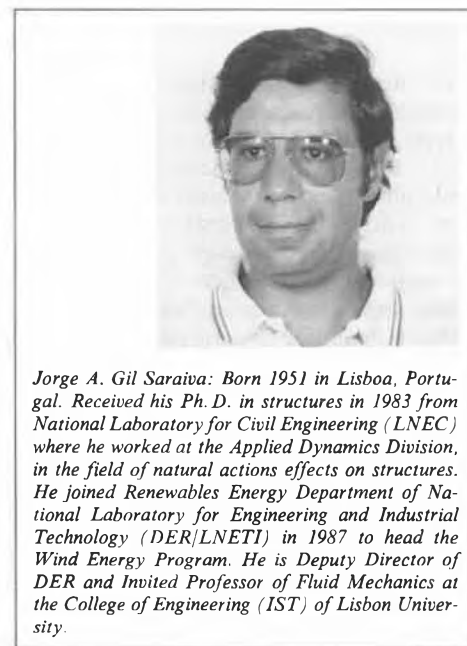 Jorge A. Gil Saraiva: Born 1951 in Lisboa, Portu-
gal. Received his Ph. D. in structures in 1983 from
National Laboratory for Civil Engineering (LNEC)
where he worked at the Applied Dynamics Division,
in the field of natural actions effects on structures.
He joined Renewables Energy Department of Na-
tional Laboratory for Engineering and Industrial
Technology (DER/LNETI) in 1987 to head the
Wind Energy Program. He is Deputy Director of
DER and Invited Professor of Fluid Mechanics at
the College of Engineering (IST) of Lisbon Univer-
sity.